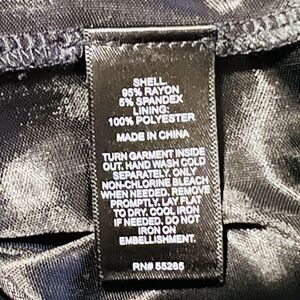 SHELL:
95% RAYON
5% SPANDEX
LINING:
100% POLYESTER
MADE IN CHINA
TURN GARMENT INSIDE
OUT. HAND WASH COLD
SEPARATELY. ONLY
NON-CHLORINE BLEACH
WHEN NEEDED. REMOVE
PROMPTLY. LAY FLAT
TO DRY. COOL IRON
IF NEEDED. DO NOT
IRON ON
EMBELLISHMENT.
RN# 55285